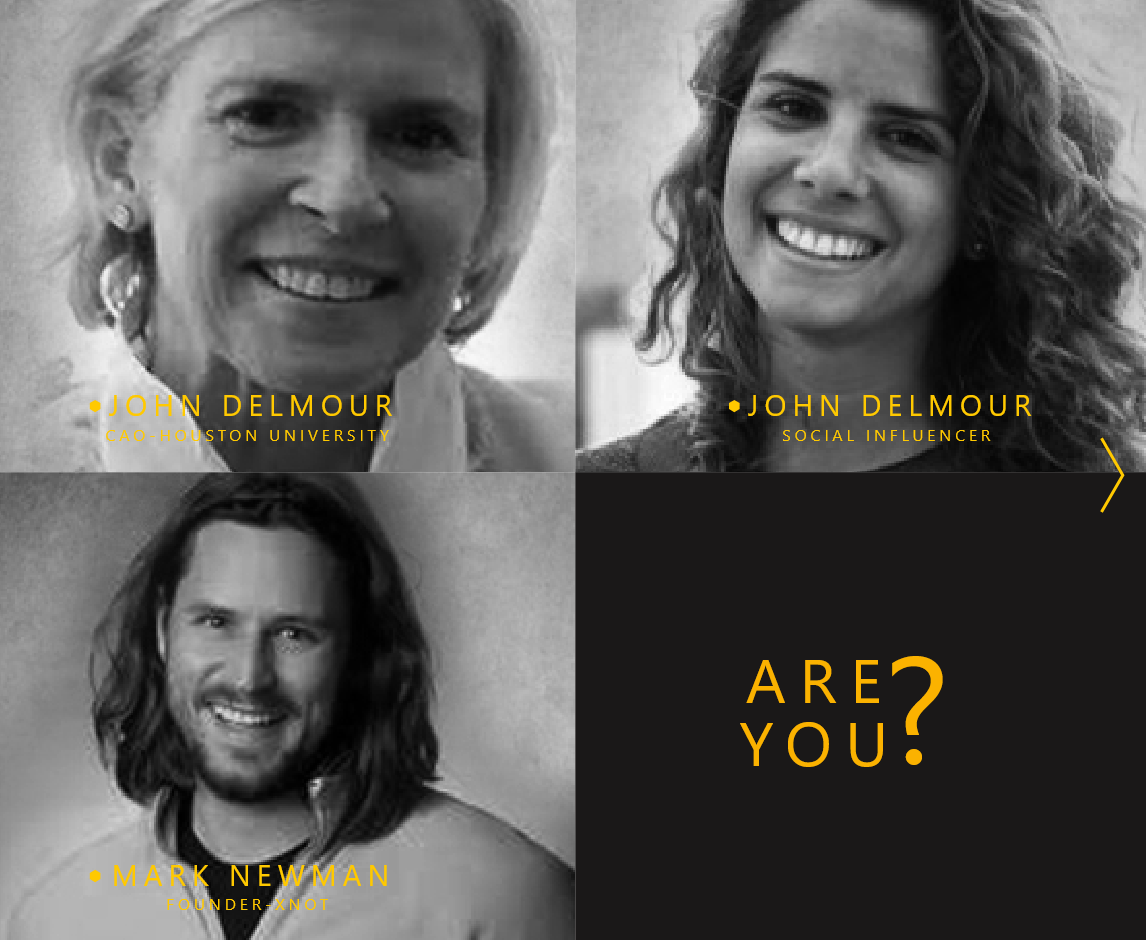 JOHN DELMOUR
CAO-HOUSTON UNIVERSITY
JOHN DELMOUR
SOCIAL INFLUENCER
MARK NEWMAN
FOUNDER-XNOT
ARE
YOU?